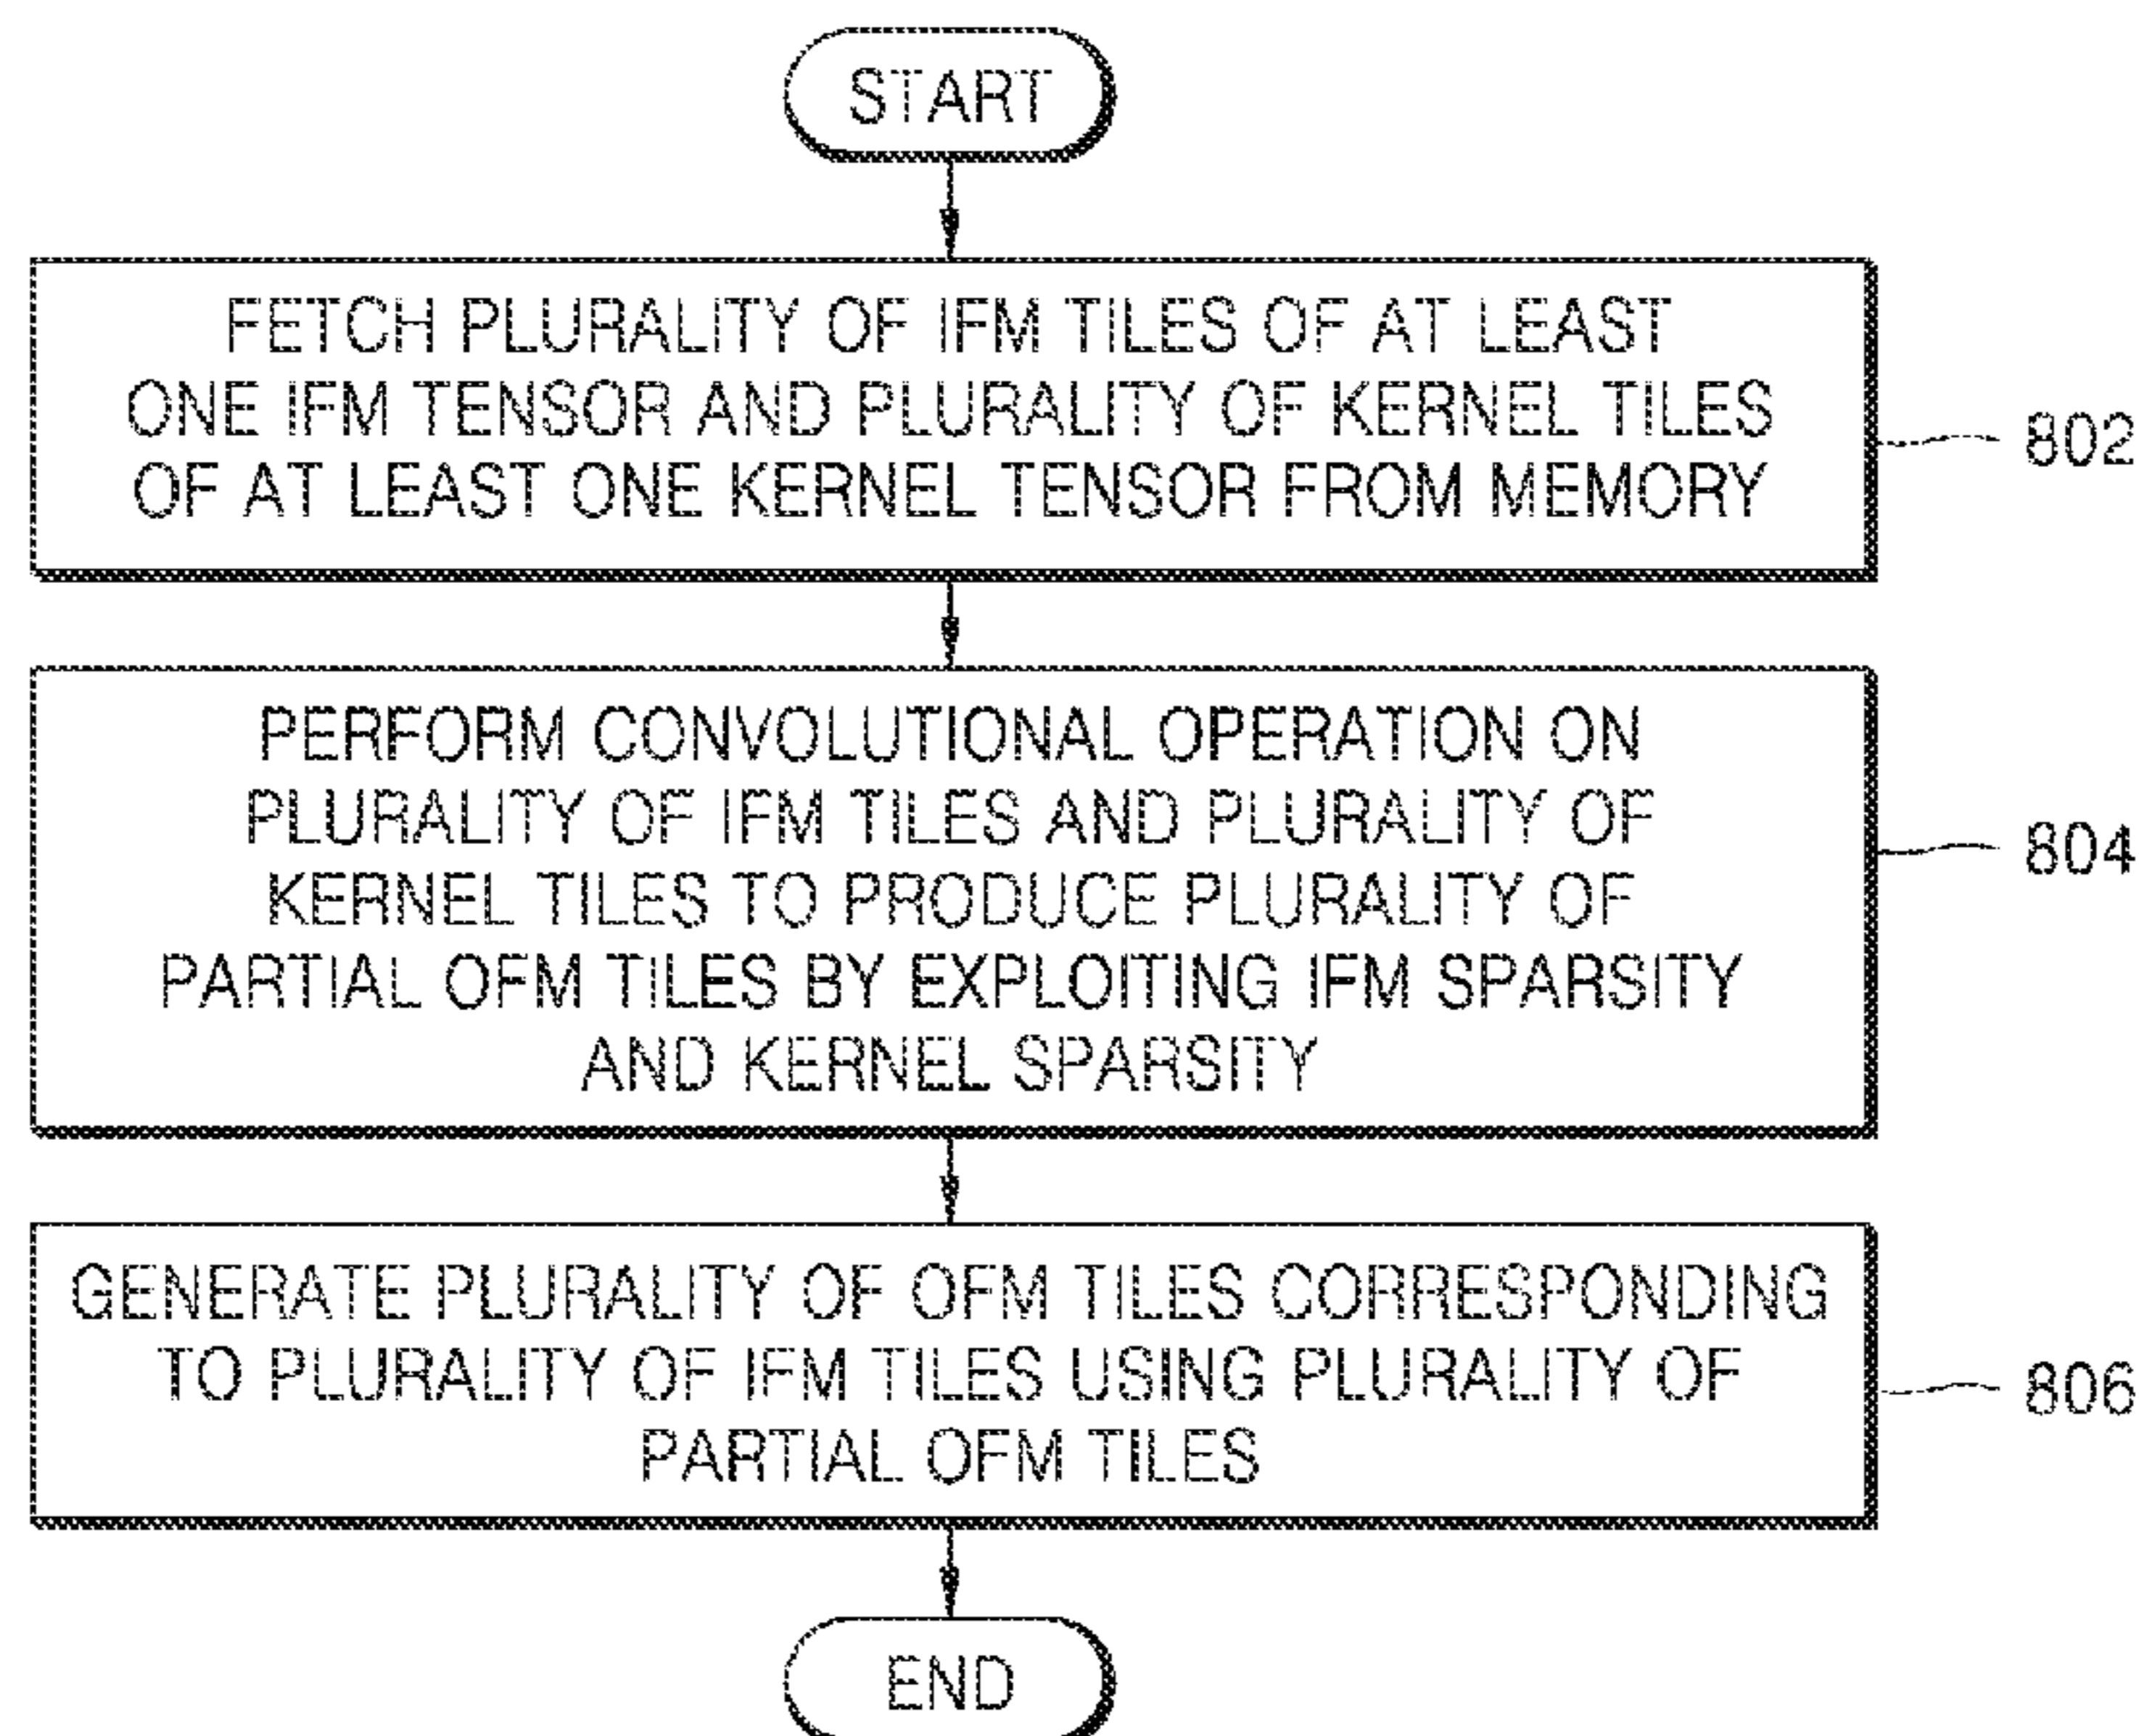 START
FETCH PLURALITY OF IFM TILES OF AT LEAST
ONE IFM TENSOR AND PLURALITY OF KERNEL TILES
OF AT LEAST ONE KERNEL TENSOR FROM MEMORY
802
PERFORM CONVOLUTIONAL OPERATION ON
PLURALITY OF IFM TILES AND PLURALITY OF
KERNEL TILES TO PRODUCE PLURALITY OF
PARTIAL OFM TILES BY EXPLOITING IFM SPARSITY
AND KERNEL SPARSITY
804
GENERATE PLURALITY OF OFM TILES CORRESPONDING
TO PLURALITY OF IFM TILES USING PLURALITY OF
PARTIAL OFM TILES
806
END